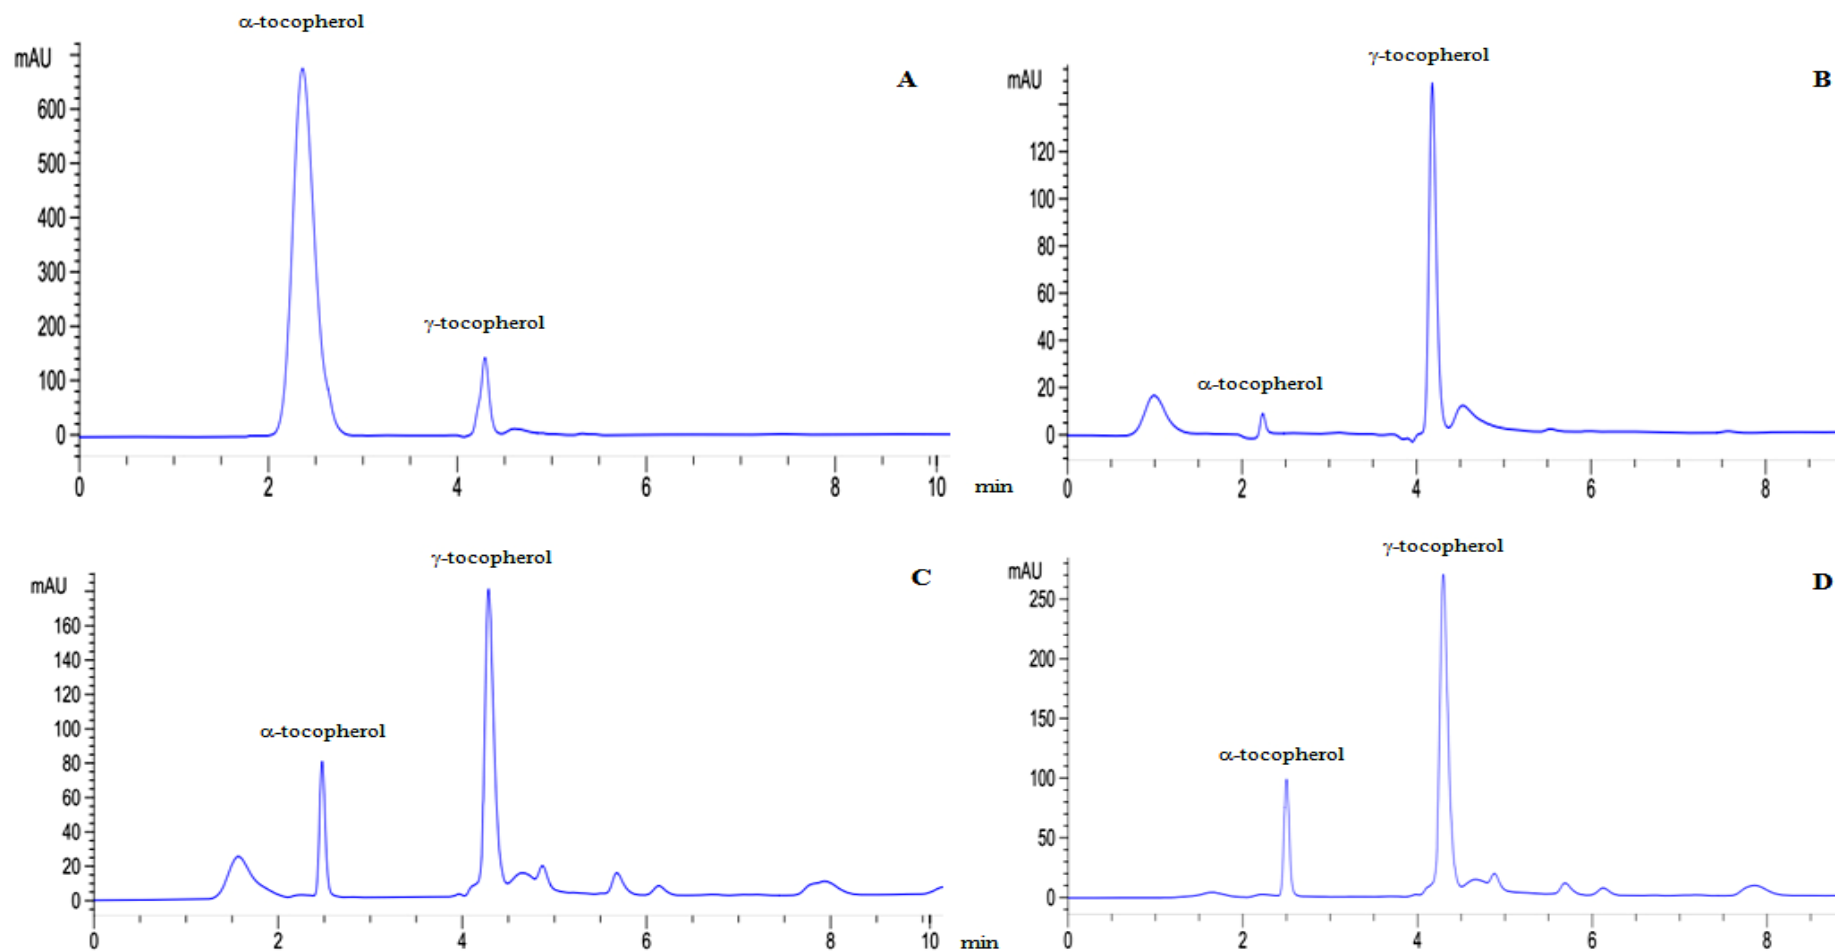 α-tocopherol
mAU
A
600
500
400
300
200
100
0
γ-tocopherol
0 2 4 6 8 10 min
γ-tocopherol
mAU
B
120
100
80
60
40
20
0
α-tocopherol
0 2 4 6 8
γ-tocopherol
mAU
C
160
140
120
100
80
60
40
20
0
α-tocopherol
0 2 4 6 8 10 min
γ-tocopherol
mAU
D
250
200
150
100
50
0
α-tocopherol
0 2 4 6 8